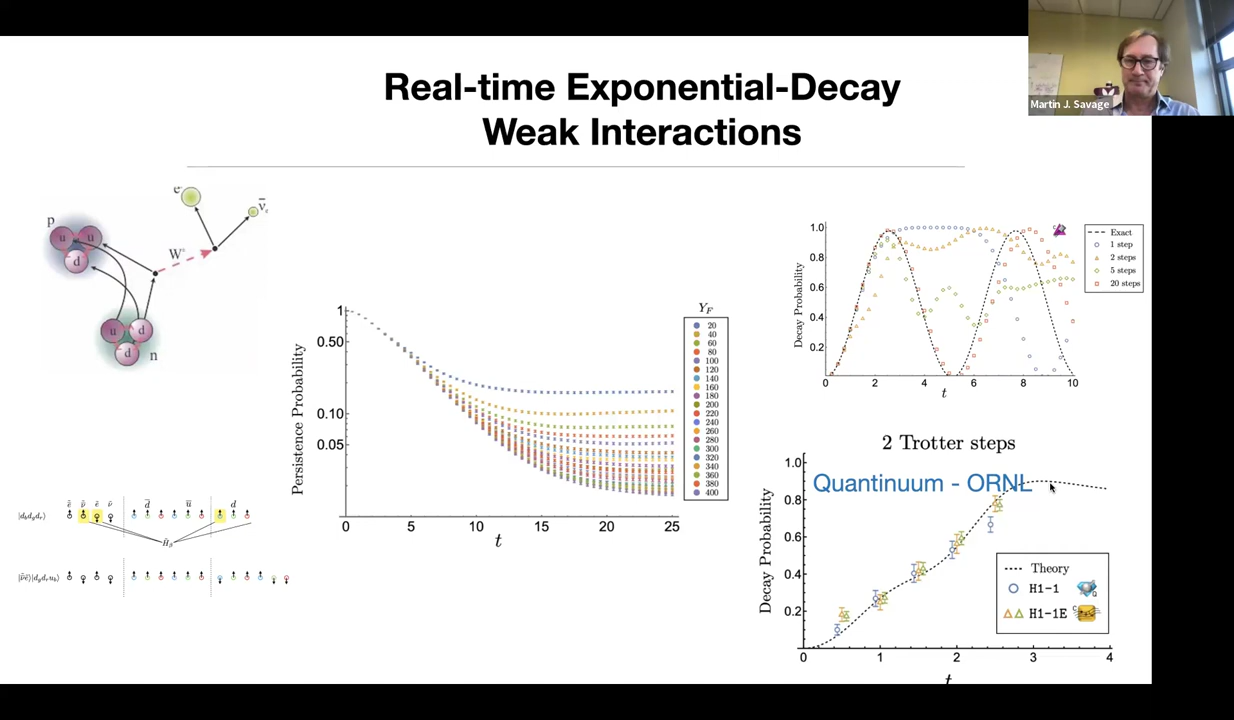 Real-time Exponential-Decay
Weak Interactions
Martin J. Savage
e
ν̄e
p
u
u
d
W
u
d
d
n
Persistence Probability
1
0.50
0.10
0.05
0
5
10
15
20
25
t
Y_F
20
40
60
80
100
120
140
160
180
200
220
240
260
280
300
320
340
360
380
400
Decay Probability
1.0
0.8
0.6
0.4
0.2
0
2
4
6
8
10
t
Exact
1 step
2 steps
5 steps
20 steps
2 Trotter steps
Quantinuum - ORNL
Decay Probability
1.0
0.8
0.6
0.4
0.2
0
1
2
3
4
t
Theory
H1-1
H1-1E